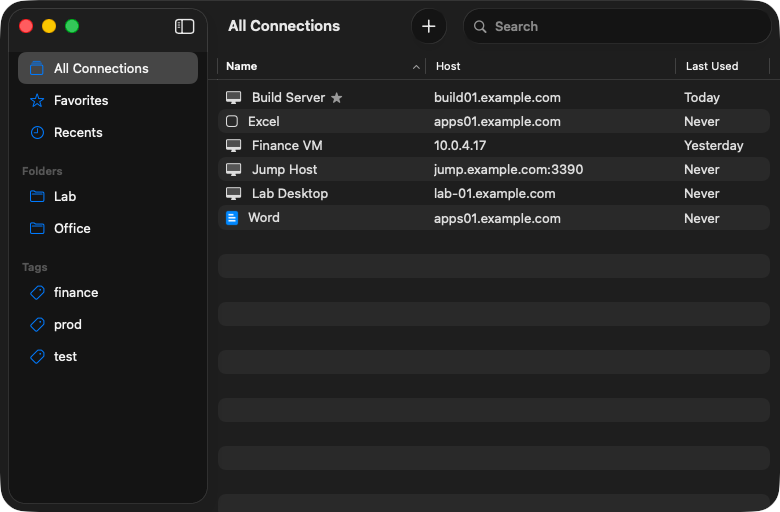 All Connections
Favorites
Recents
Folders
Lab
Office
Tags
finance
prod
test
All Connections
Search
Name Host Last Used
Build Server build01.example.com Today
Excel apps01.example.com Never
Finance VM 10.0.4.17 Yesterday
Jump Host jump.example.com:3390 Never
Lab Desktop lab-01.example.com Never
Word apps01.example.com Never